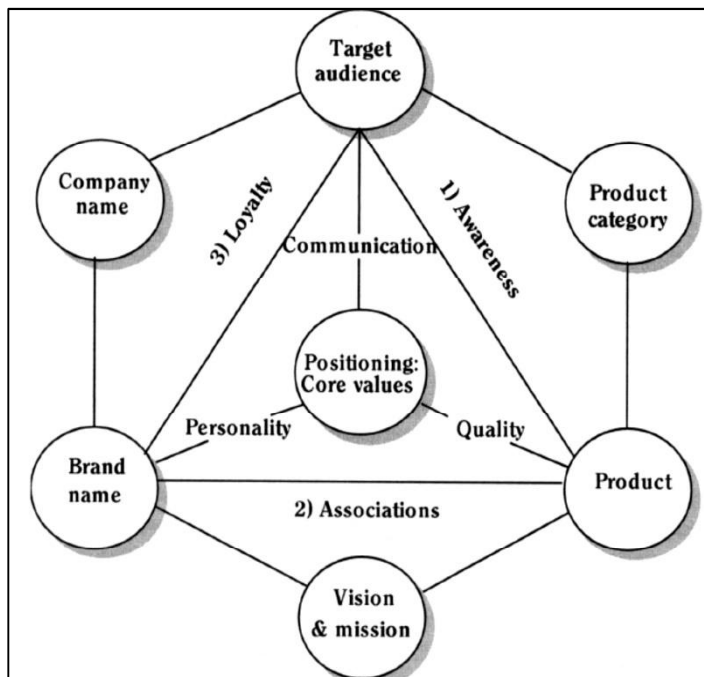 Target
audience
Company
name
Product
category
3) Loyalty
1) Awareness
Communication
Positioning:
Core values
Personality
Quality
Brand
name
Product
2) Associations
Vision
& mission